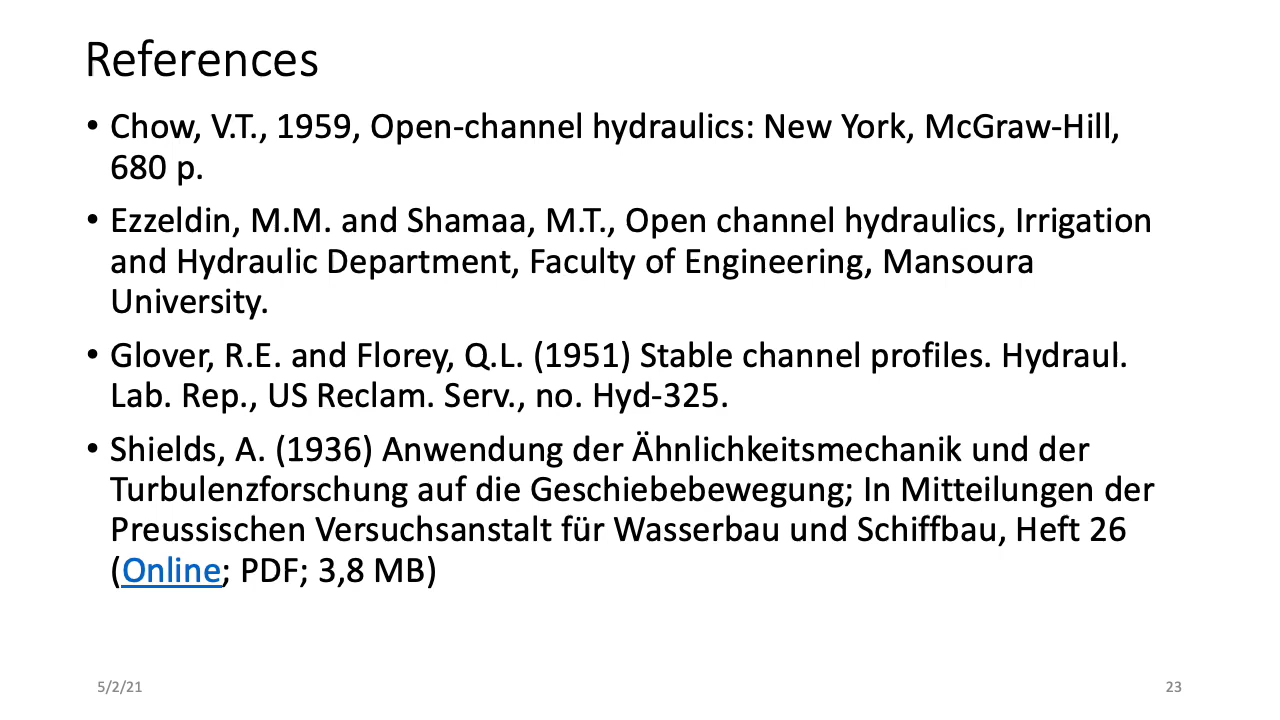 References
• Chow, V.T., 1959, Open-channel hydraulics: New York, McGraw-Hill,
680 p.
• Ezzeldin, M.M. and Shamaa, M.T., Open channel hydraulics, Irrigation
and Hydraulic Department, Faculty of Engineering, Mansoura
University.
• Glover, R.E. and Florey, Q.L. (1951) Stable channel profiles. Hydraul.
Lab. Rep., US Reclam. Serv., no. Hyd-325.
• Shields, A. (1936) Anwendung der Ähnlichkeitsmechanik und der
Turbulenzforschung auf die Geschiebebewegung; In Mitteilungen der
Preussischen Versuchsanstalt für Wasserbau und Schiffbau, Heft 26
(Online; PDF; 3,8 MB)
5/2/21
23